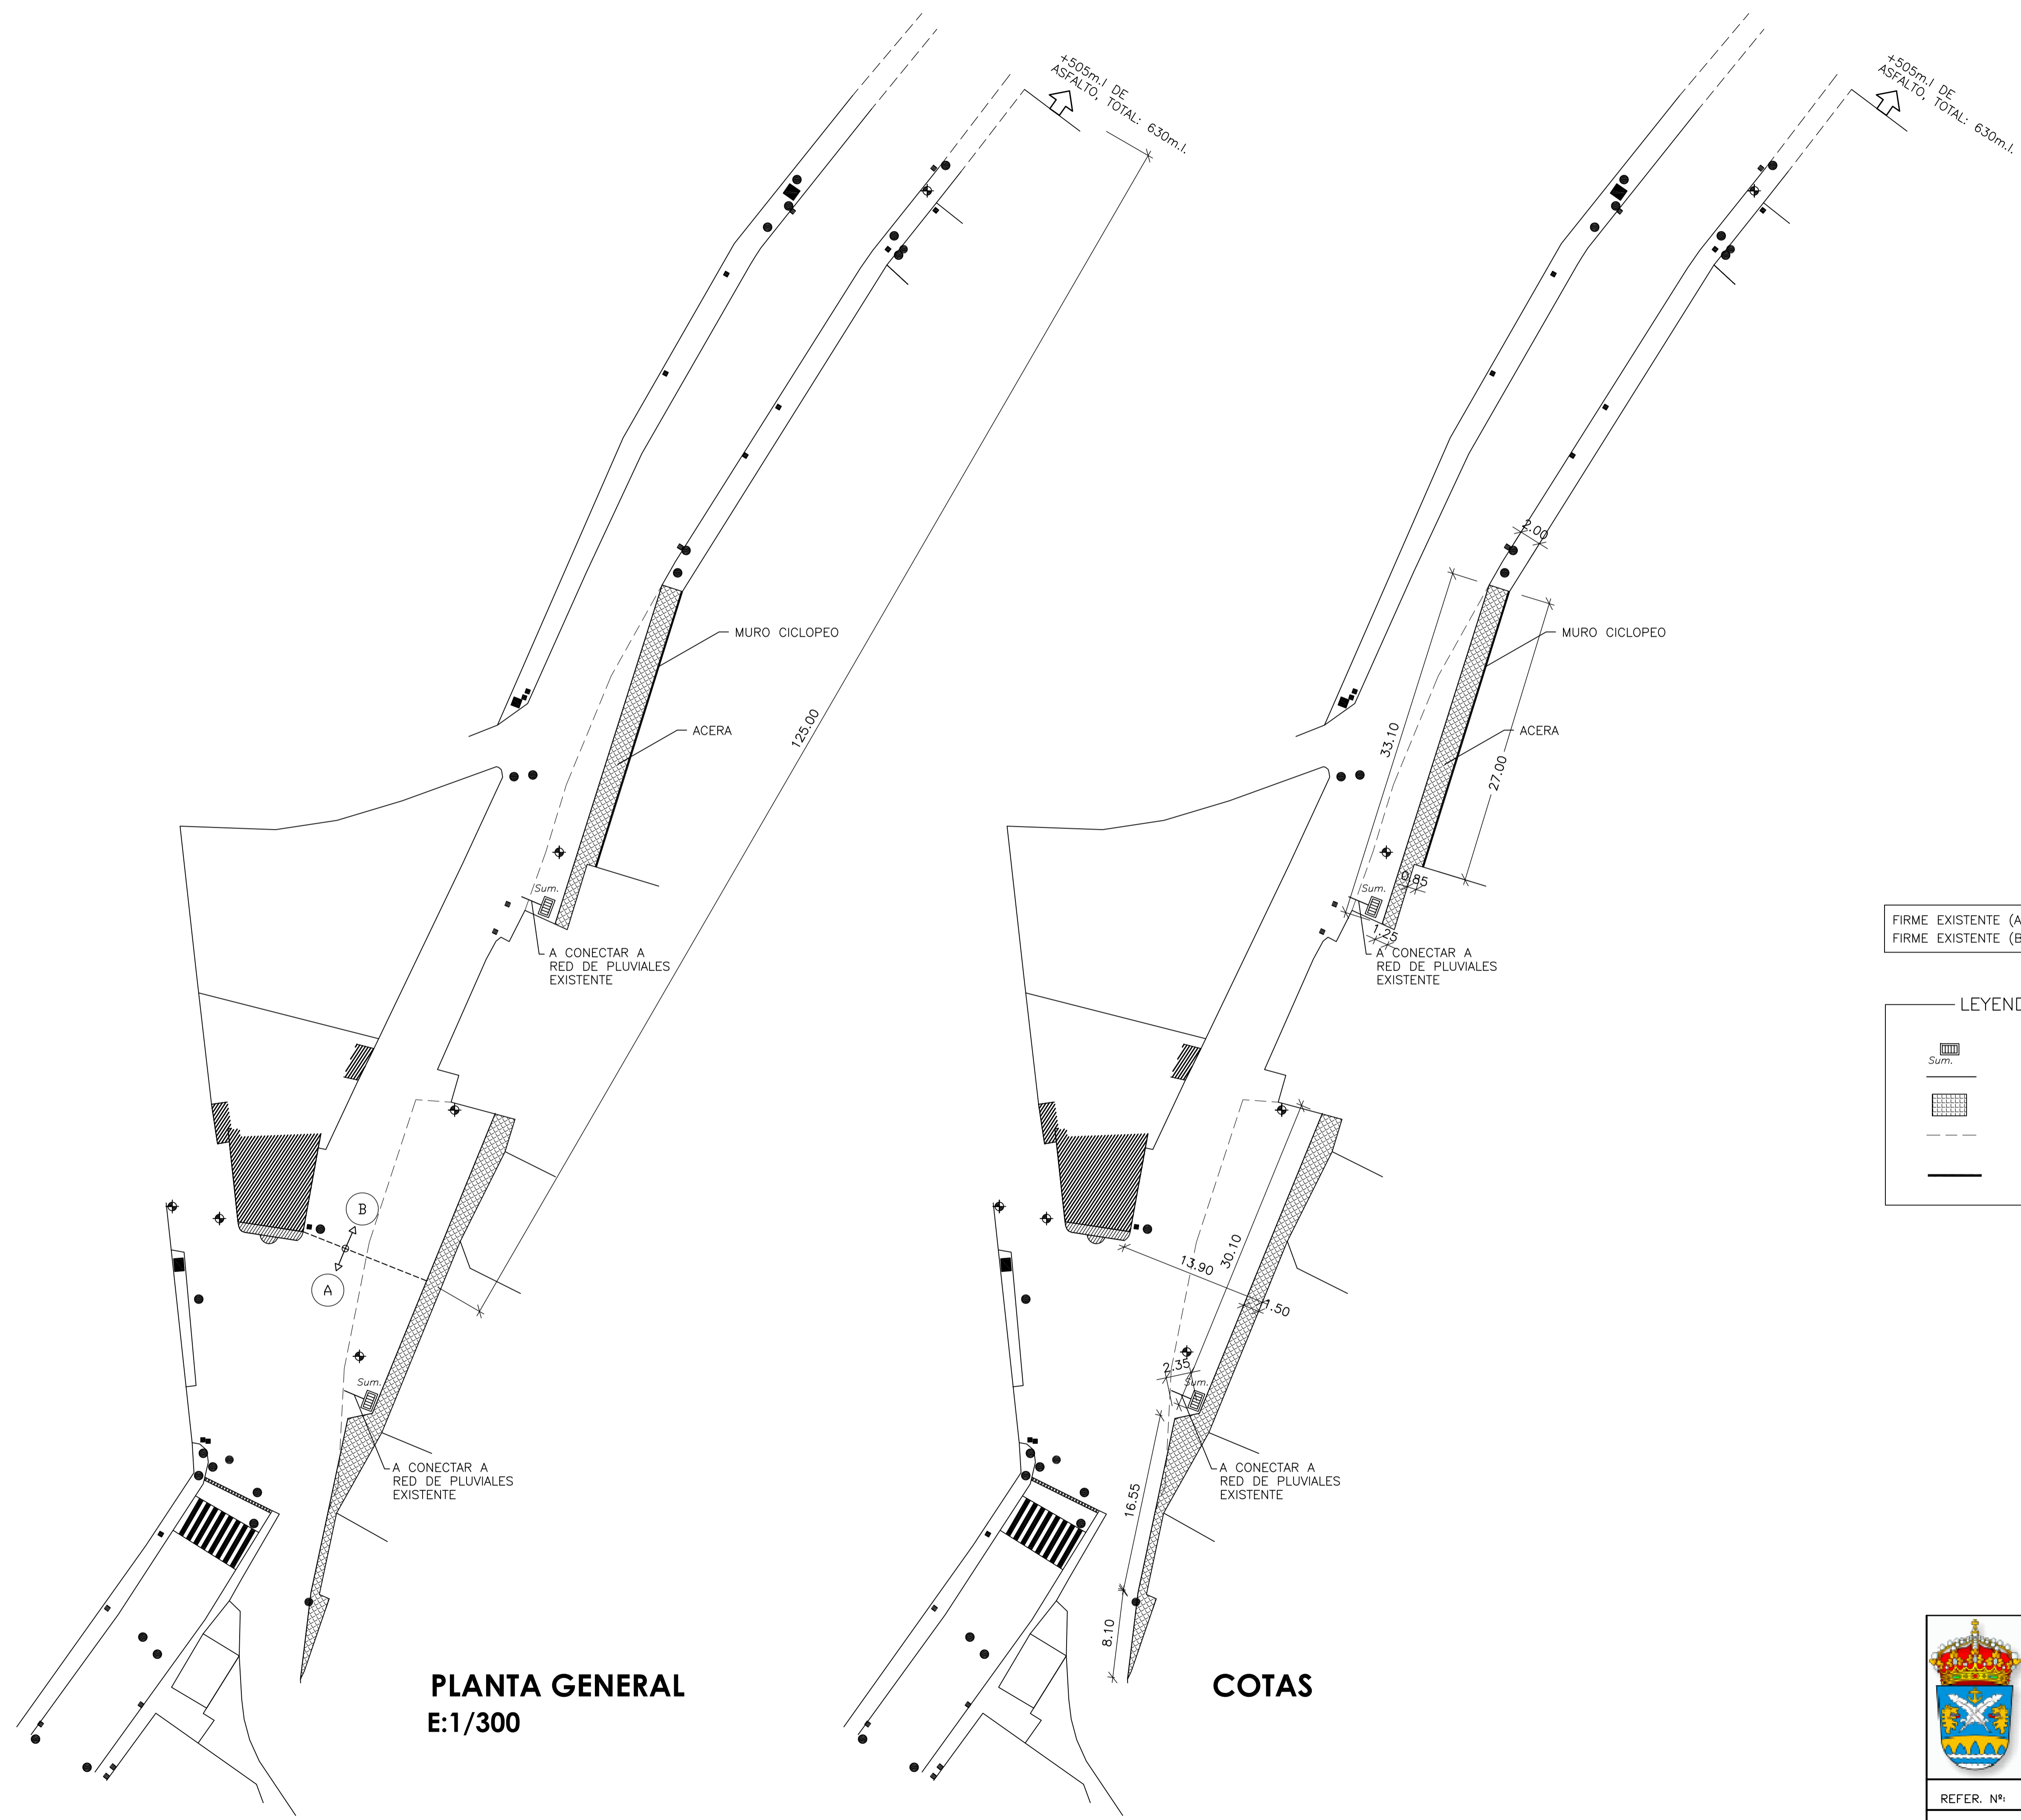 +505m.l DE
ASFALTO, TOTAL: 630m.l.
MURO CICLOPEO
125.00
ACERA
Sum.
A CONECTAR A
RED DE PLUVIALES
EXISTENTE
B
A
Sum.
A CONECTAR A
RED DE PLUVIALES
EXISTENTE
PLANTA GENERAL
E:1/300
+505m.l DE
ASFALTO, TOTAL: 630m.l.
2.00
MURO CICLOPEO
33.10
ACERA
27.00
0.85
Sum.
1.25
A CONECTAR A
RED DE PLUVIALES
EXISTENTE
30.10
13.90
1.50
2.35
Sum.
A CONECTAR A
RED DE PLUVIALES
EXISTENTE
16.55
8.10
COTAS
FIRME EXISTENTE (A
FIRME EXISTENTE (B
LEYEND
Sum.
REFER. Nº: